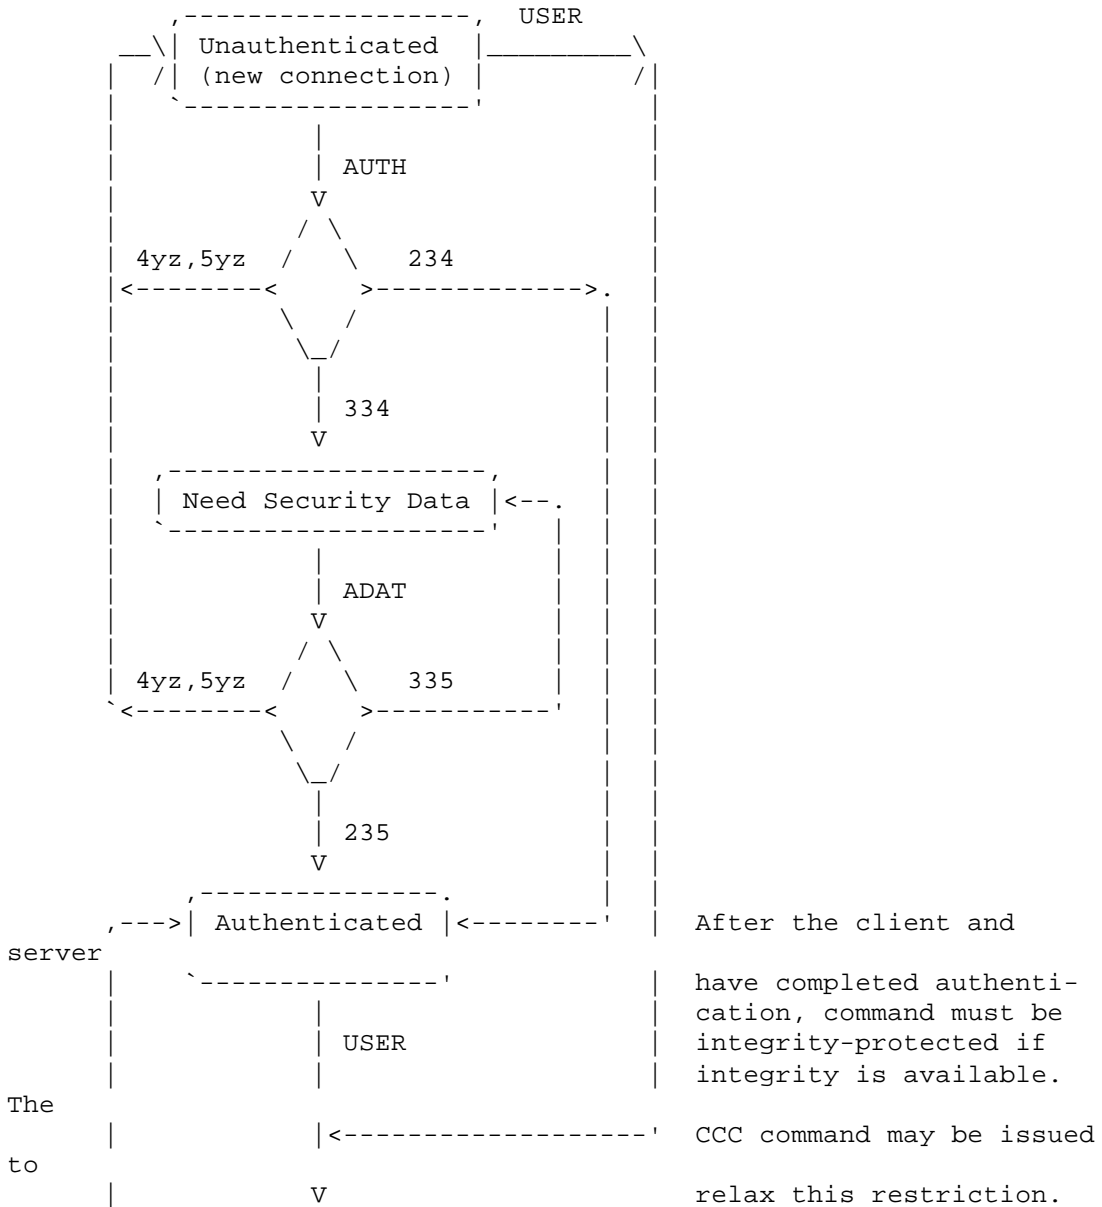 USER
Unauthenticated
(new connection)
AUTH
4yz,5yz 234
334
V
Need Security Data
ADAT
V
4yz,5yz 335
235
V
Authenticated After the client and
server
have completed authenti-
cation, command must be
USER integrity-protected if
integrity is available.
The
CCC command may be issued
to
V relax this restriction.